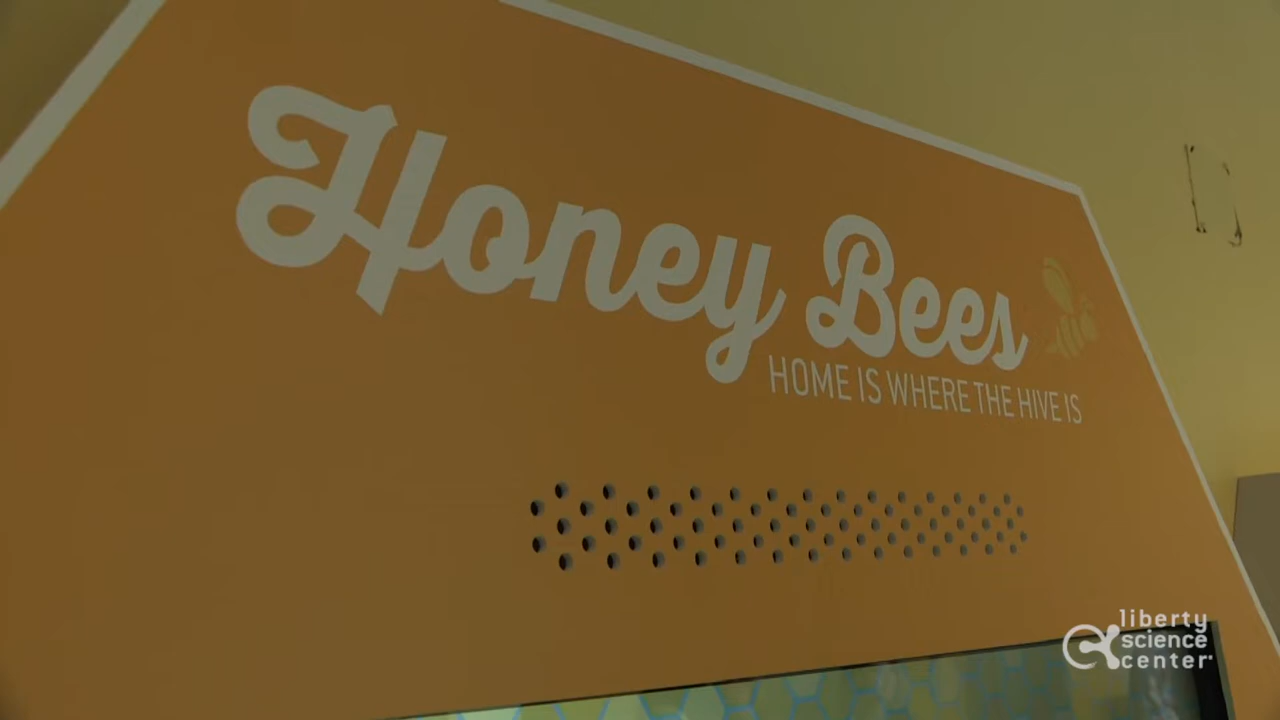 Honey Bees
HOME IS WHERE THE HIVE IS
liberty
science
center